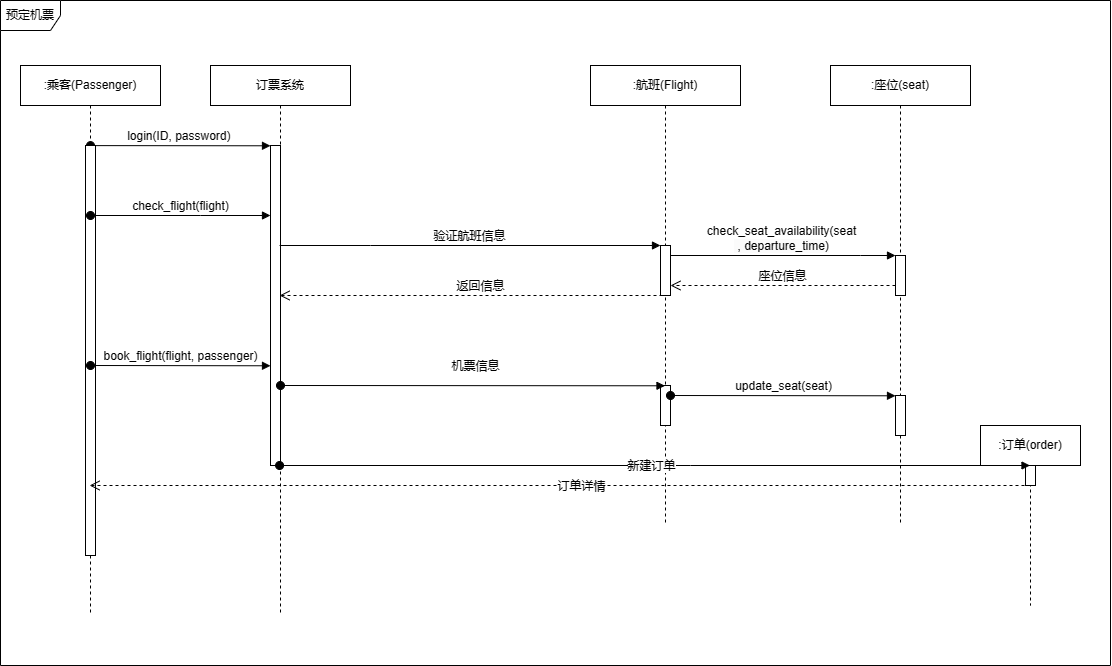 预定机票
:乘客(Passenger)
订票系统
:航班(Flight)
:座位(seat)
login(ID, password)
check_flight(flight)
验证航班信息
check_seat_availability(seat
, departure_time)
座位信息
返回信息
book_flight(flight, passenger)
机票信息
update_seat(seat)
:订单(order)
新建订单
订单详情